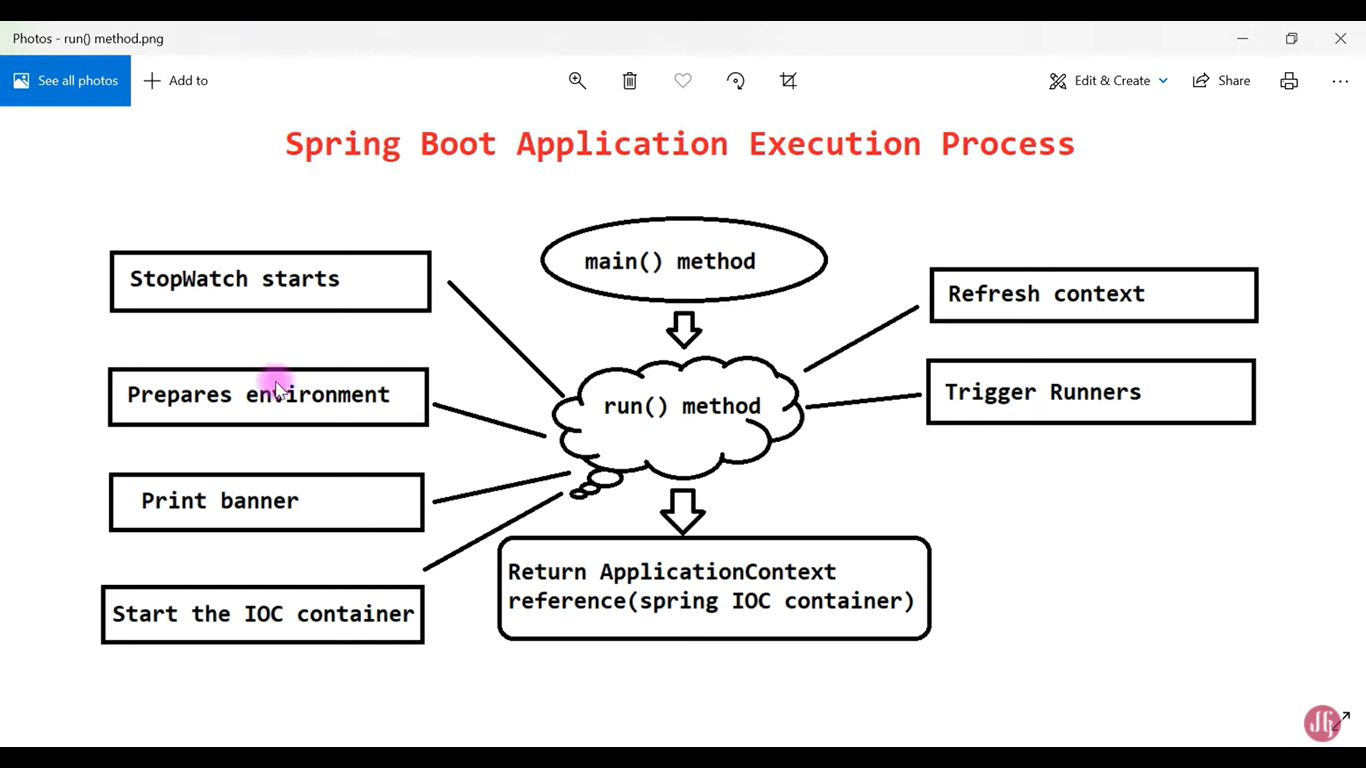 Photos - run() method.png
See all photos
Add to
Edit & Create
Share
Spring Boot Application Execution Process
main() method
StopWatch starts
Refresh context
Prepares environment
Trigger Runners
run() method
Print banner
Return ApplicationContext
reference(spring IOC container)
Start the IOC container